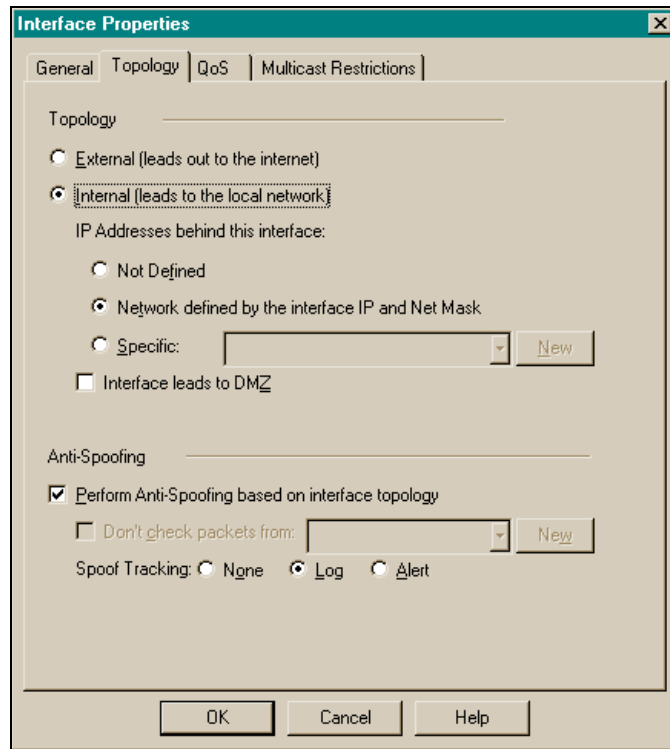 Interface Properties
General Topology QoS Multicast Restrictions
Topology
External (leads out to the internet)
Internal (leads to the local network)
IP Addresses behind this interface:
Not Defined
Network defined by the interface IP and Net Mask
Specific: New
Interface leads to DMZ
Anti-Spoofing
Perform Anti-Spoofing based on interface topology
Don't check packets from: New
Spoof Tracking: None Log Alert
OK Cancel Help